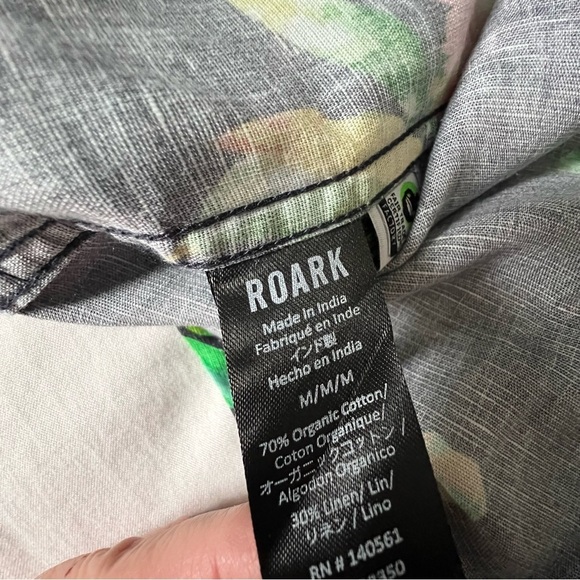 ROARK
Made in India
Fabriqué en Inde
インド製
Hecho en India
M/M/M
70% Organic Cotton/
Coton Organique/
オーガニックコットン/
Algodon Organico
30% Linen/ Lin/
リネン / Lino
RN # 140561
350